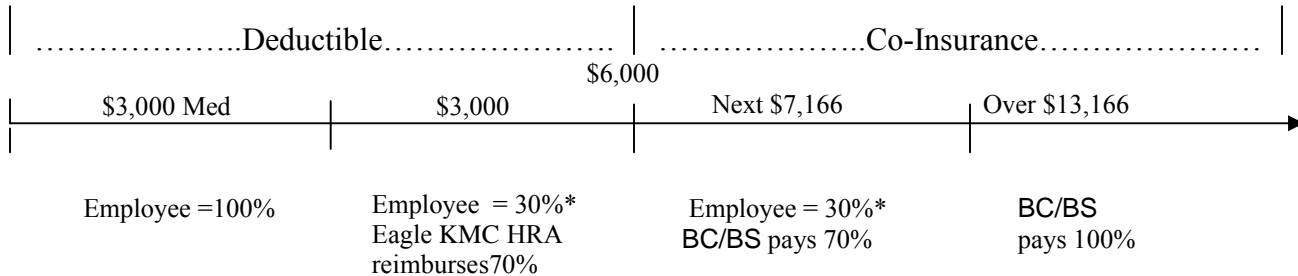 ………………..Deductible…………………. ………………..Co-Insurance…………………
$6,000
$3,000 Med $3,000 Next $7,166 Over $13,166
Employee =100% Employee = 30%* Employee = 30%* BC/BS
Eagle KMC HRA BC/BS pays 70% pays 100%
reimburses70%